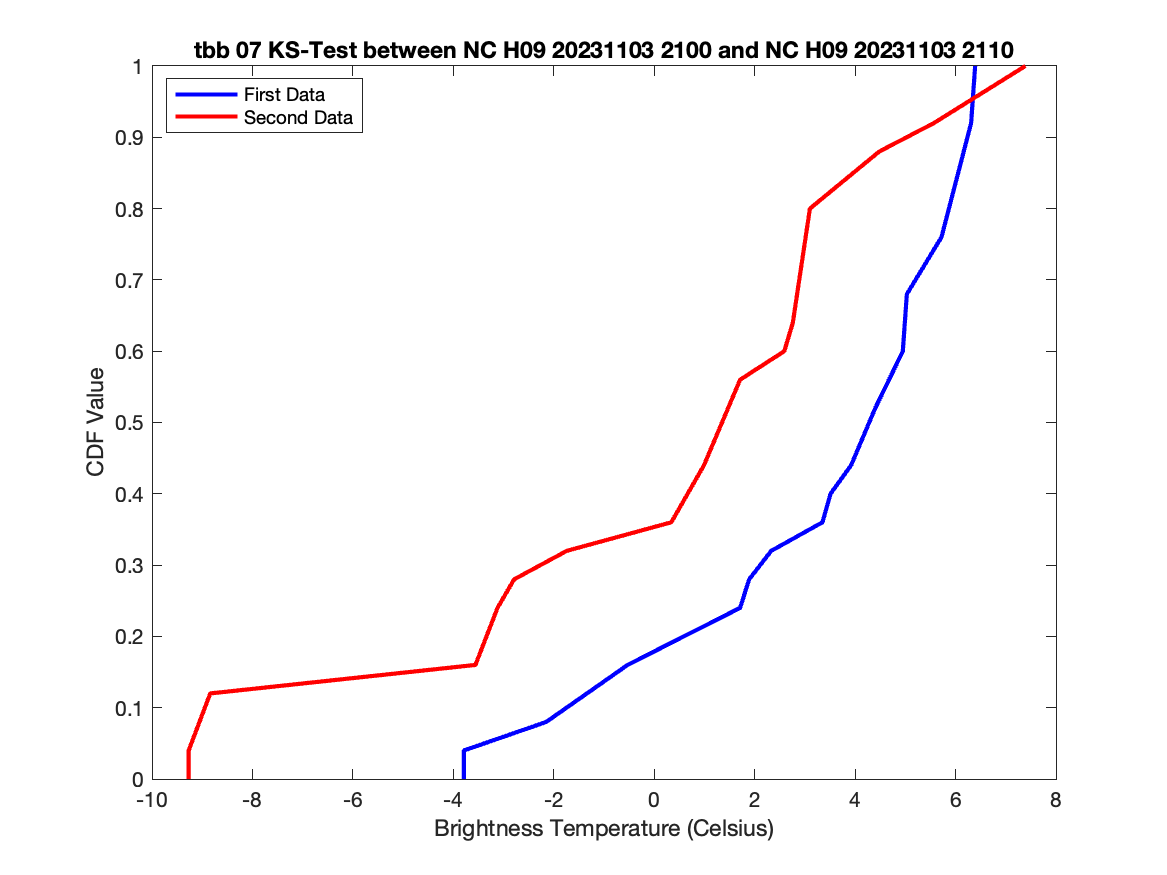 tbb 07 KS-Test between NC H09 20231103 2100 and NC H09 20231103 2110
First Data
Second Data
1
0.9
0.8
0.7
0.6
0.5
0.4
0.3
0.2
0.1
0
CDF Value
-10 -8 -6 -4 -2 0 2 4 6 8
Brightness Temperature (Celsius)